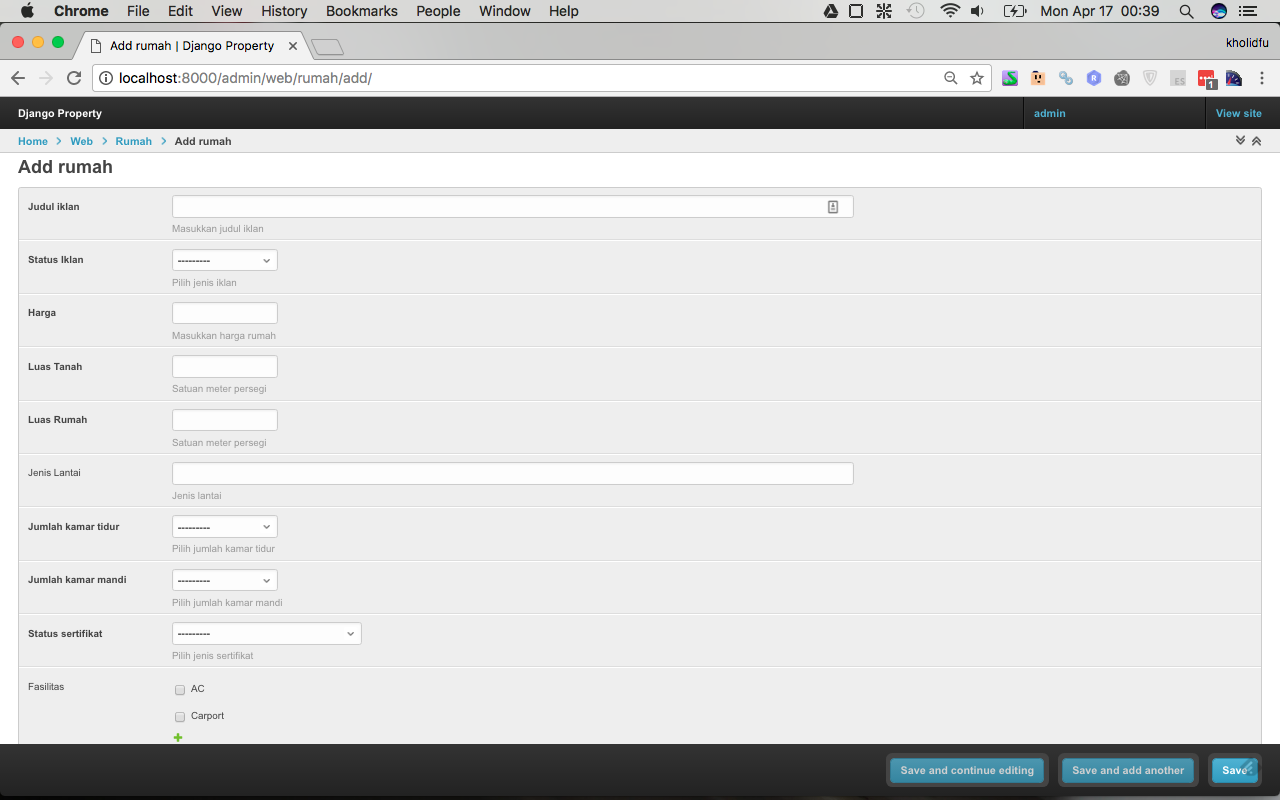 Chrome File Edit View History Bookmarks People Window Help Mon Apr 17 00:39
Add rumah | Django Property kholidfu
localhost:8000/admin/web/rumah/add/ ES 1
Django Property admin View site
Home Web Rumah Add rumah
Add rumah
Judul iklan
Masukkan judul iklan
Status Iklan ---------
Pilih jenis iklan
Harga
Masukkan harga rumah
Luas Tanah
Satuan meter persegi
Luas Rumah
Satuan meter persegi
Jenis Lantai
Jenis lantai
Jumlah kamar tidur ---------
Pilih jumlah kamar tidur
Jumlah kamar mandi ---------
Pilih jumlah kamar mandi
Status sertifikat ---------
Pilih jenis sertifikat
Fasilitas AC
Carport
Save and continue editing Save and add another Save